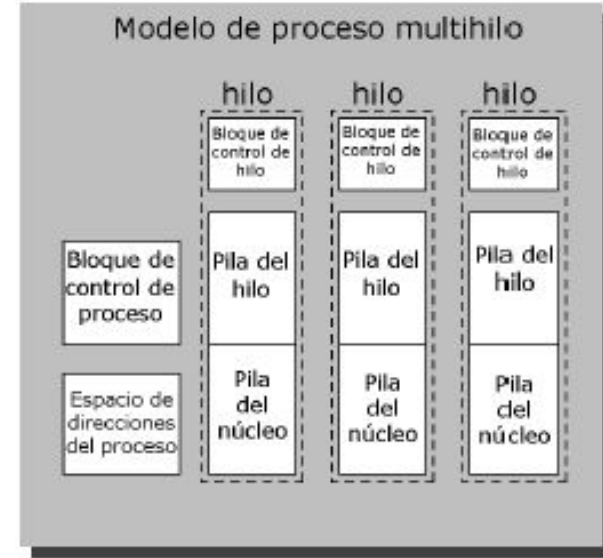 Modelo de proceso multihilo
hilo
Bloque de
control de
hilo
Pila del
hilo
Pila
del
núcleo
hilo
Bloque de
control de
hilo
Pila del
hilo
Pila
del
núcleo
hilo
Bloque de
control de
hilo
Pila del
hilo
Pila
del
núcleo
Bloque de
control de
proceso
Espacio de
direcciones
del proceso